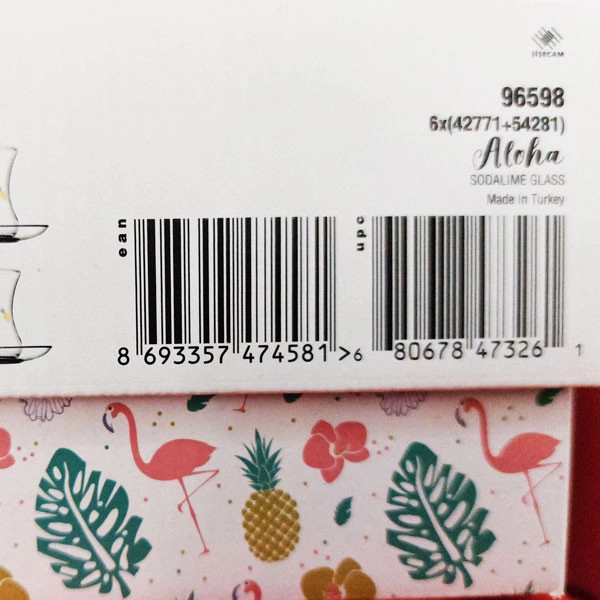 ŞİŞECAM
96598
6x(42771+54281)
Aloha
SODALIME GLASS
Made in Turkey
ean
upc
8 693357 474581 >
6 80678 47326 1